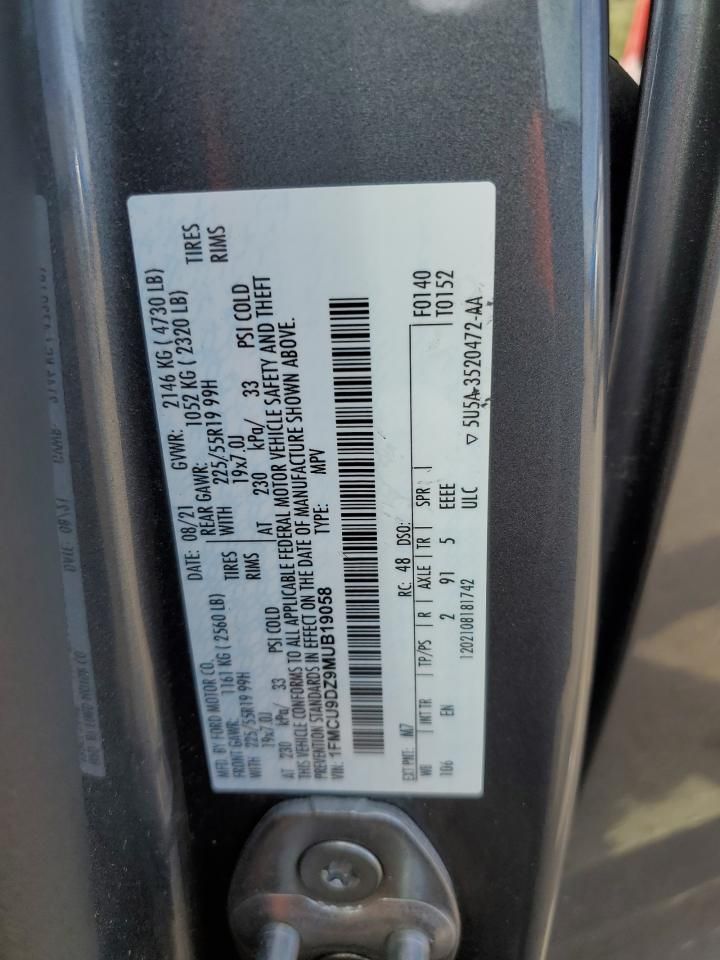 MFD. BY FORD MOTOR CO. DATE: 08/21 GVWR: 2146 KG ( 4730 LB)
FRONT GAWR: 1161 KG ( 2560 LB) REAR GAWR: 1052 KG ( 2320 LB)
WITH 225/55R19 99H TIRES WITH 225/55R19 99H TIRES
19x7.0J RIMS 19x7.0J RIMS
AT 230 kPa/ 33 PSI COLD AT 230 kPa/ 33 PSI COLD
THIS VEHICLE CONFORMS TO ALL APPLICABLE FEDERAL MOTOR VEHICLE SAFETY AND THEFT
PREVENTION STANDARDS IN EFFECT ON THE DATE OF MANUFACTURE SHOWN ABOVE.
VIN: 1FMCU9DZ9MUB19058 TYPE: MPV
EXT PNT: M7 RC: 48 DSO: F0140
WB INT TR TP/PS R AXLE TR SPR T0152
106 EN 2 91 5 EEEE ▽ 5U5A-3520472-AA
1202108181742 ULC